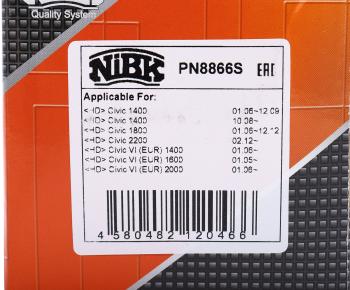 Quality System
NiBK PN8866S EAC
Applicable For:
<HD> Civic 1400 01.06~12.09
<HD> Civic 1400 10.08~
<HD> Civic 1800 01.06~12.12
<HD> Civic 2200 02.12~
<HD> Civic VI (EUR) 1400 01.06~
<HD> Civic VI (EUR) 1600 01.05~
<HD> Civic VI (EUR) 2000 01.06~
4 580482 120466